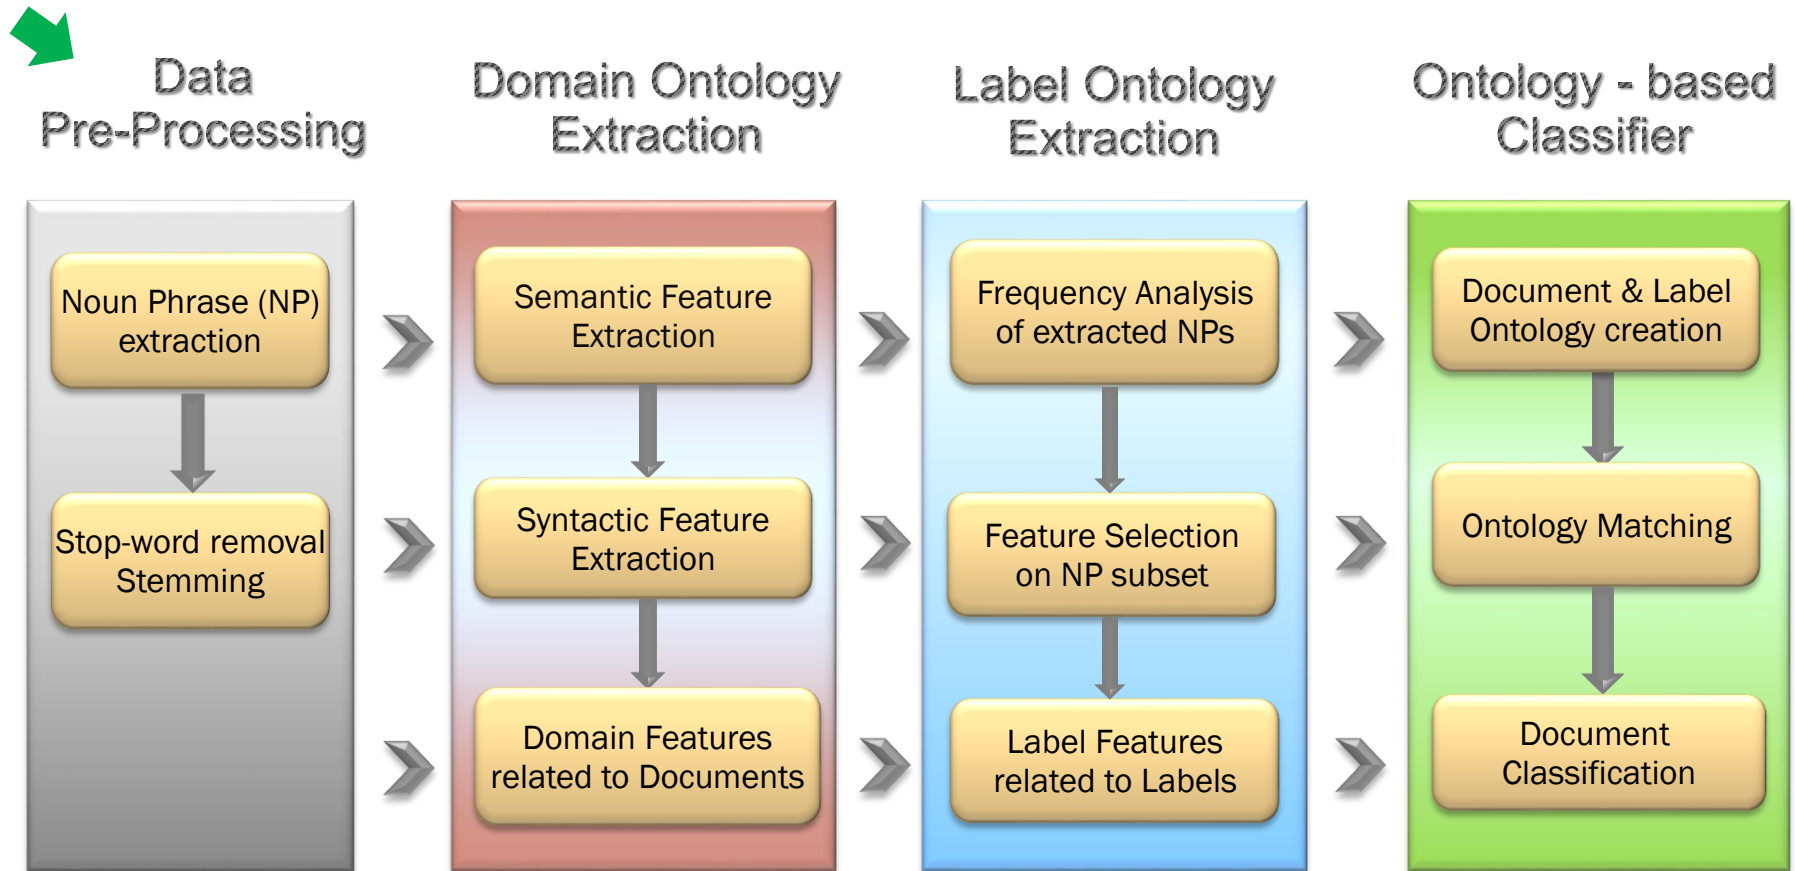 Data
Pre-Processing
Domain Ontology
Extraction
Label Ontology
Extraction
Ontology - based
Classifier
Noun Phrase (NP)
extraction
Stop-word removal
Stemming
Semantic Feature
Extraction
Syntactic Feature
Extraction
Domain Features
related to Documents
Frequency Analysis
of extracted NPs
Feature Selection
on NP subset
Label Features
related to Labels
Document & Label
Ontology creation
Ontology Matching
Document
Classification